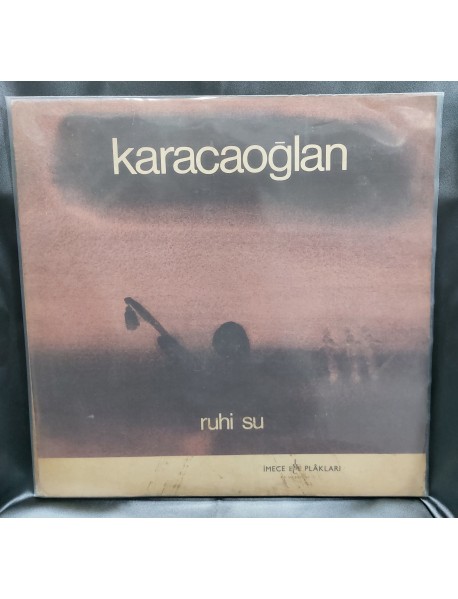 karacaoğlan
ruhi su
İMECE PLÂKLARI